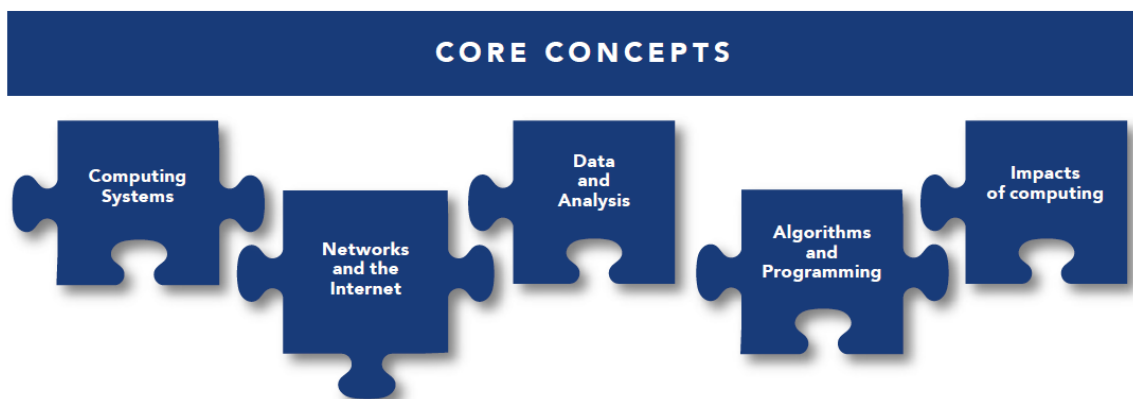 CORE CONCEPTS
Computing
Systems
Networks
and the
Internet
Data
and
Analysis
Algorithms
and
Programming
Impacts
of computing